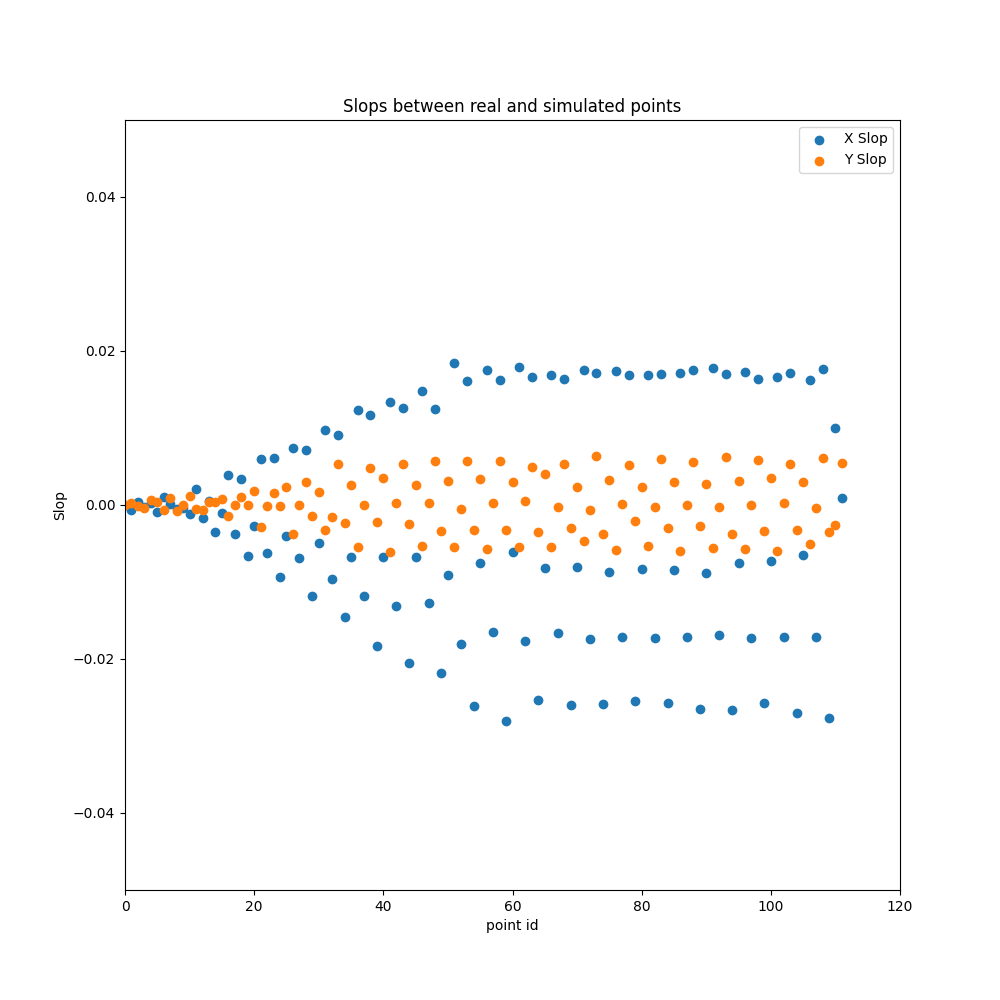 Slops between real and simulated points
X Slop
Y Slop
0.04
0.02
0.00
−0.02
−0.04
Slop
0 20 40 60 80 100 120
point id